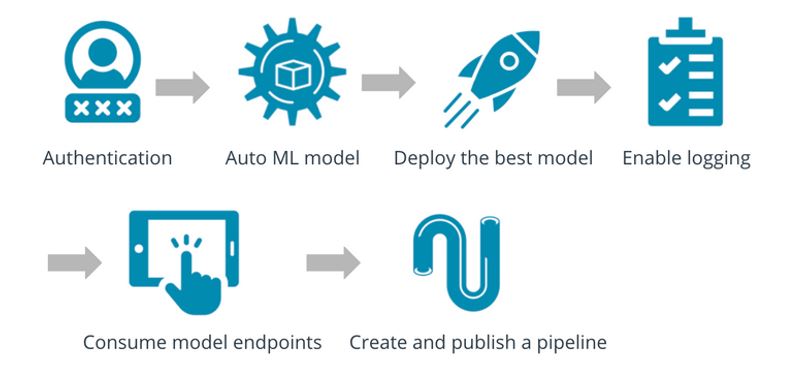 Authentication
Auto ML model
Deploy the best model
Enable logging
Consume model endpoints
Create and publish a pipeline